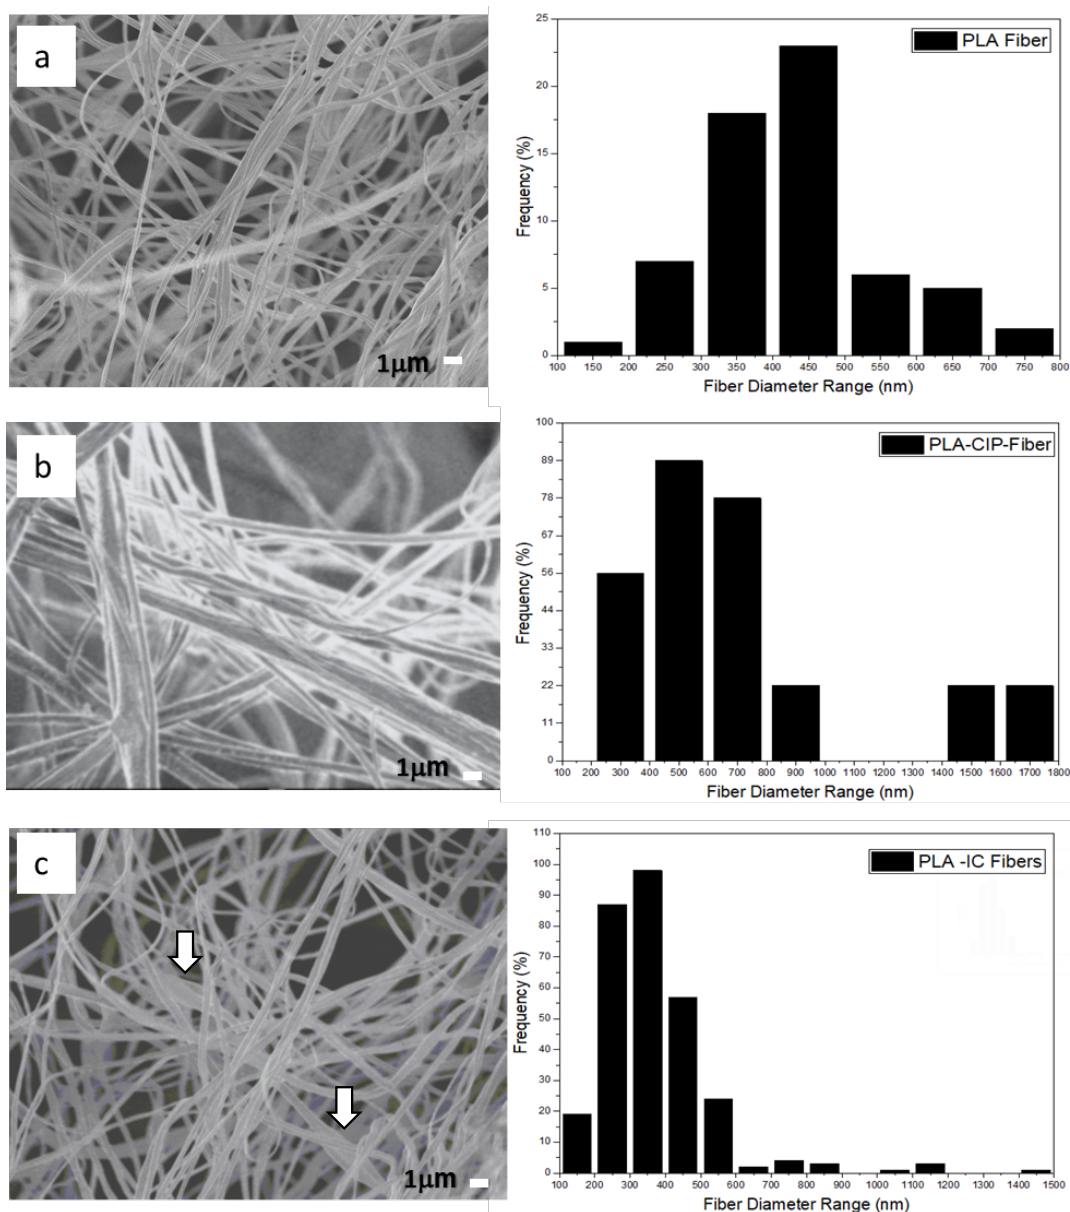 a
1μm
PLA Fiber
Frequency (%)
25
20
15
10
5
0
100 150 200 250 300 350 400 450 500 550 600 650 700 750 800
Fiber Diameter Range (nm)
b
1μm
PLA-CIP-Fiber
Frequency (%)
100
89
78
67
56
44
33
22
11
0
100 200 300 400 500 600 700 800 900 1000 1100 1200 1300 1400 1500 1600 1700 1800
Fiber Diameter Range (nm)
c
1μm
PLA -IC Fibers
Frequency (%)
110
100
90
80
70
60
50
40
30
20
10
0
100 200 300 400 500 600 700 800 900 1000 1100 1200 1300 1400 1500
Fiber Diameter Range (nm)